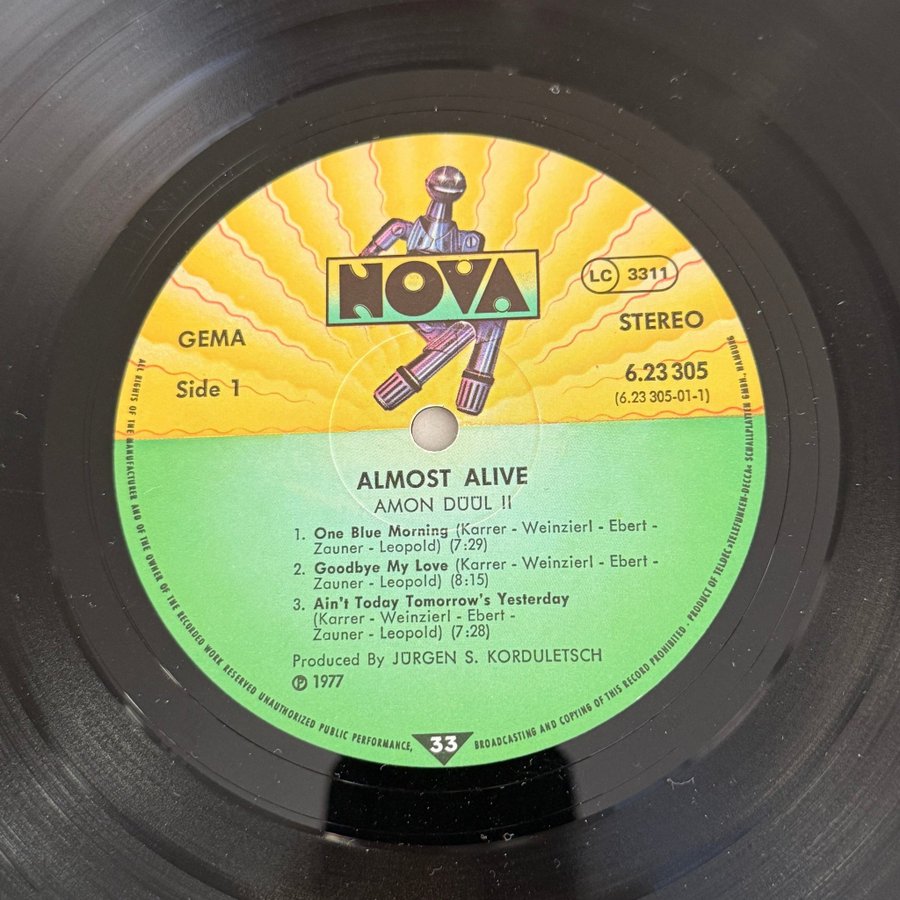 NOVA
LC 3311
GEMA
STEREO
Side 1
6.23 305
(6.23 305-01-1)
ALMOST ALIVE
AMON DÜÜL II
1. One Blue Morning (Karrer - Weinzierl - Ebert -
Zauner - Leopold) (7:29)
2. Goodbye My Love (Karrer - Weinzierl - Ebert -
Zauner - Leopold) (8:15)
3. Ain't Today Tomorrow's Yesterday
(Karrer - Weinzierl - Ebert -
Zauner - Leopold) (7:28)
Produced By JÜRGEN S. KORDULETSCH
Ⓟ 1977
33
ALL RIGHTS OF THE MANUFACTURER AND OF THE OWNER OF THE RECORDED WORK RESERVED UNAUTHORIZED PUBLIC PERFORMANCE, BROADCASTING AND COPYING OF THIS RECORD PROHIBITED · PRODUCT OF TELDEC »TELEFUNKEN-DECCA« SCHALLPLATTEN GMBH., HAMBURG